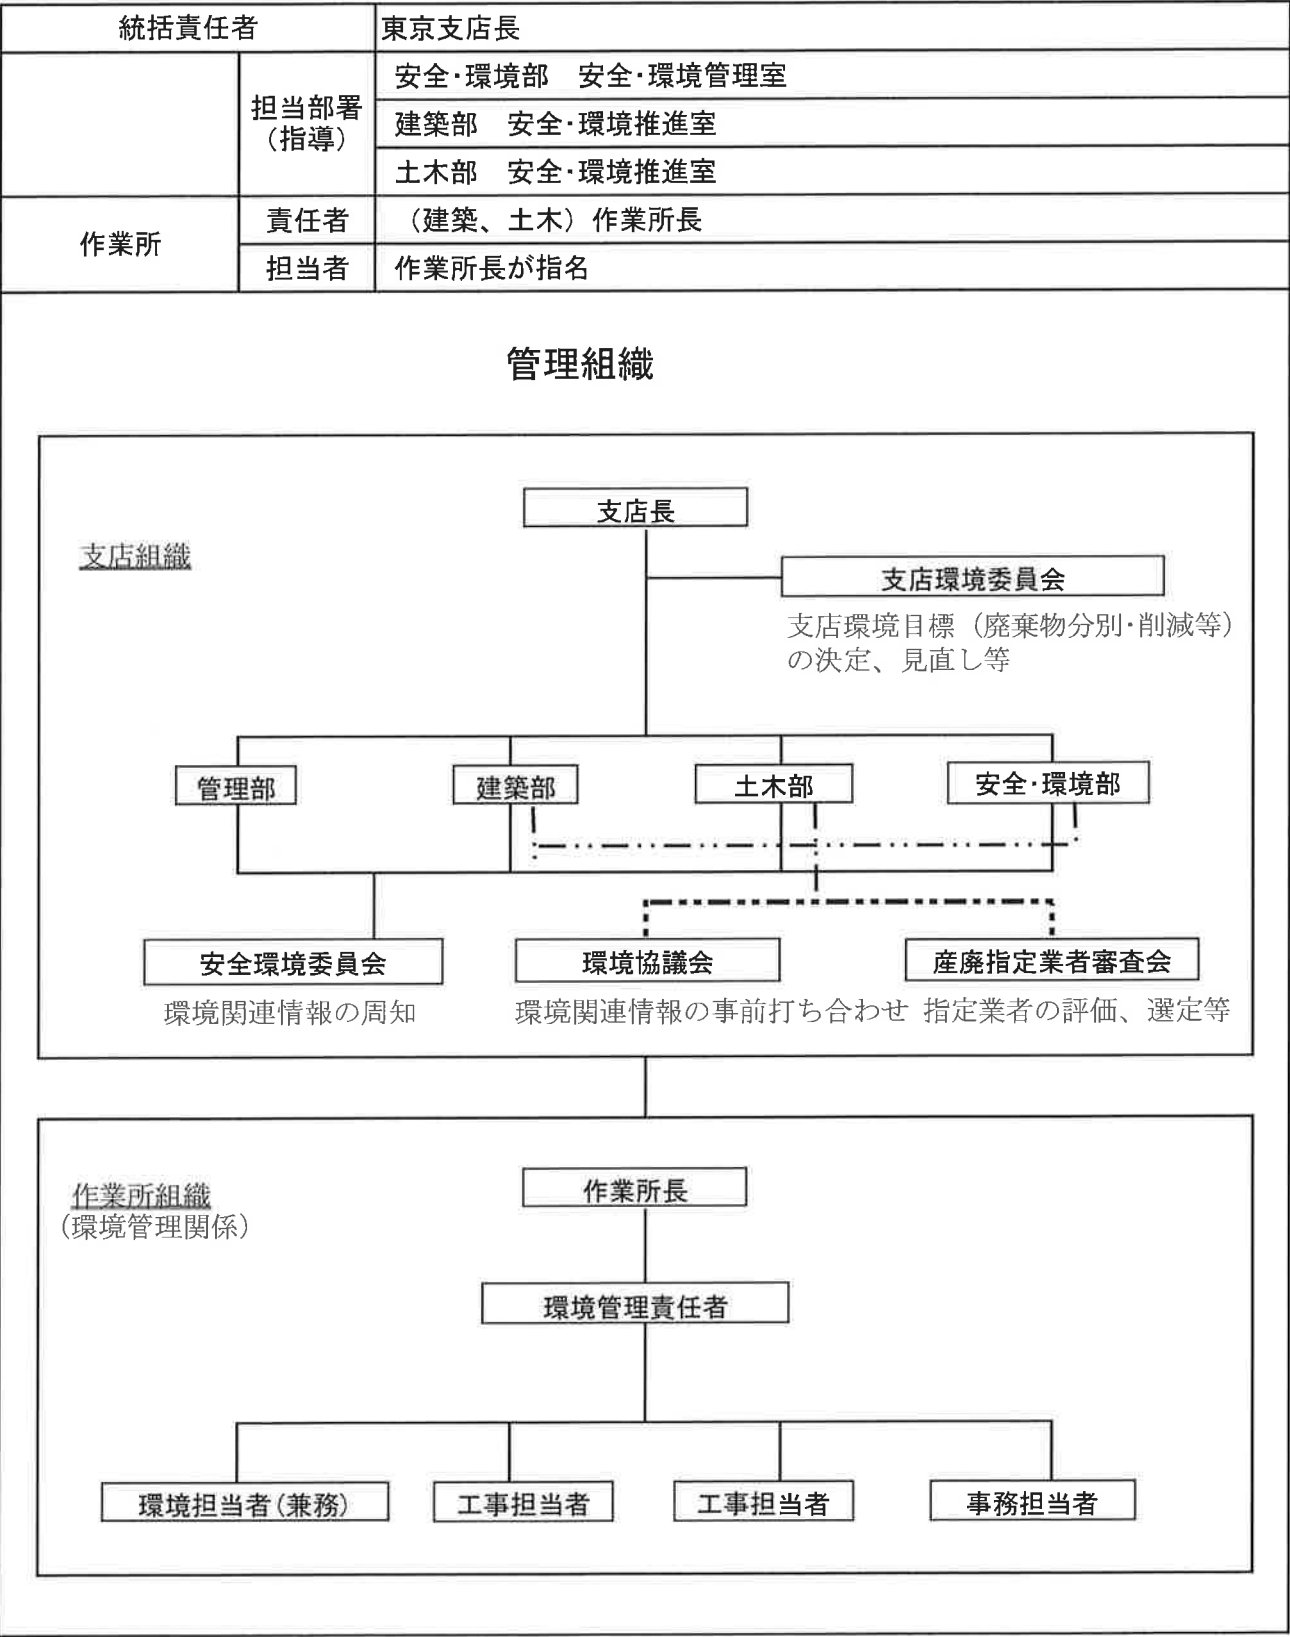 統括責任者 東京支店長
担当部署
(指導)
安全・環境部　安全・環境管理室
建築部　安全・環境推進室
土木部　安全・環境推進室
作業所
責任者 （建築、土木）作業所長
担当者 作業所長が指名
管理組織
支店長
支店組織
支店環境委員会
支店環境目標（廃棄物分別・削減等）
の決定、見直し等
管理部 建築部 土木部 安全・環境部
安全環境委員会 環境協議会 産廃指定業者審査会
環境関連情報の周知 環境関連情報の事前打ち合わせ 指定業者の評価、選定等
作業所長
作業所組織
（環境管理関係）
環境管理責任者
環境担当者（兼務） 工事担当者 工事担当者 事務担当者